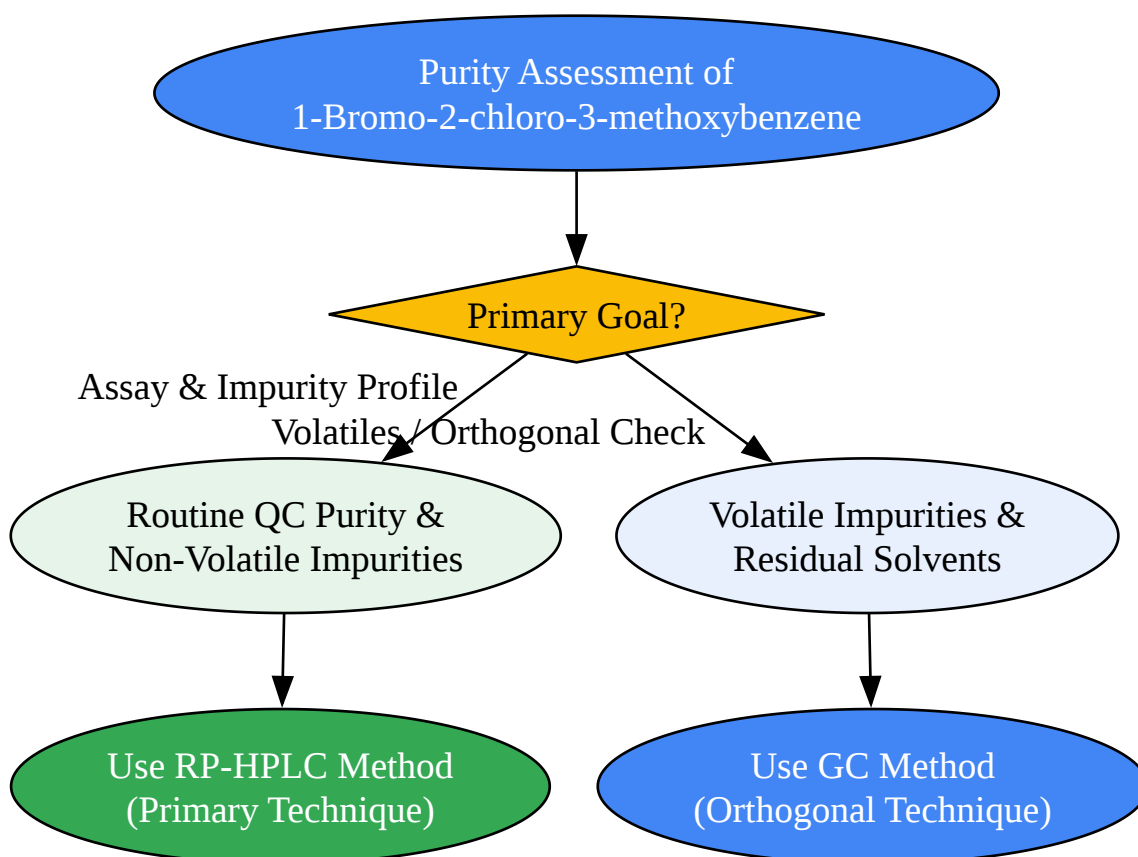 Purity Assessment of
1-Bromo-2-chloro-3-methoxybenzene
Primary Goal?
Assay & Impurity Profile
Volatiles / Orthogonal Check
Routine QC Purity &
Non-Volatile Impurities
Volatile Impurities &
Residual Solvents
Use RP-HPLC Method
(Primary Technique)
Use GC Method
(Orthogonal Technique)